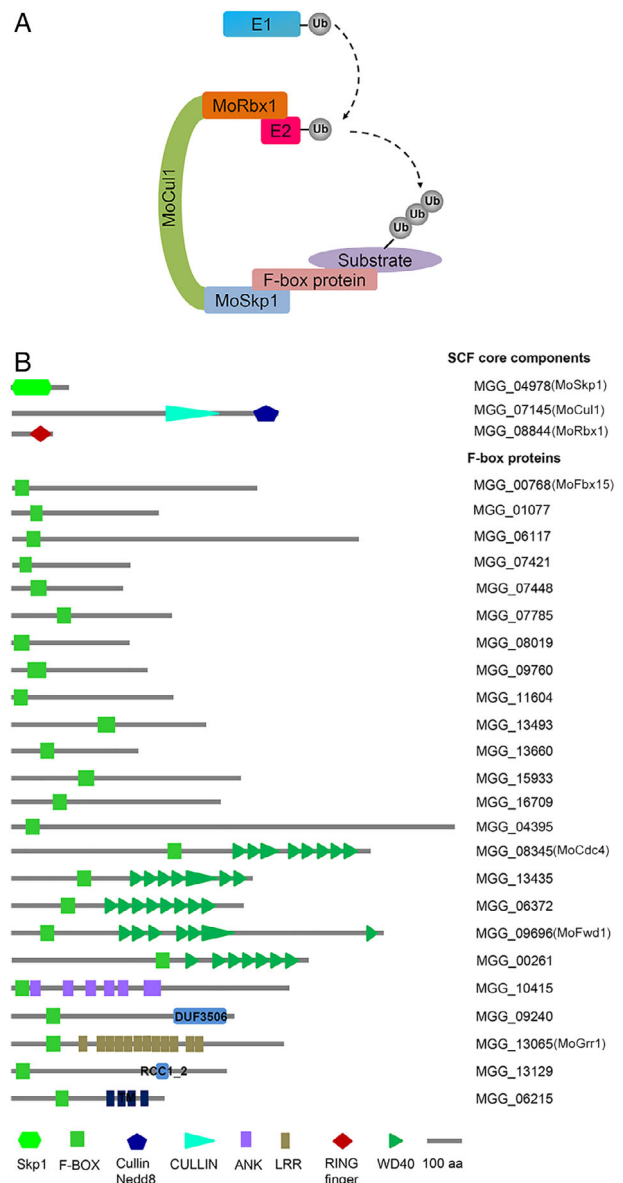 A
E1
Ub
MoRbx1
E2
Ub
MoCul1
Ub
Ub
Ub
Substrate
F-box protein
MoSkp1
B
SCF core components
MGG_04978(MoSkp1)
MGG_07145(MoCul1)
MGG_08844(MoRbx1)
F-box proteins
MGG_00768(MoFbx15)
MGG_01077
MGG_06117
MGG_07421
MGG_07448
MGG_07785
MGG_08019
MGG_09760
MGG_11604
MGG_13493
MGG_13660
MGG_15933
MGG_16709
MGG_04395
MGG_08345(MoCdc4)
MGG_13435
MGG_06372
MGG_09696(MoFwd1)
MGG_00261
MGG_10415
DUF3506 MGG_09240
MGG_13065(MoGrr1)
RCC1_2 MGG_13129
MGG_06215
Skp1 F-BOX Cullin CULLIN ANK LRR RING WD40 100 aa
Nedd8 finger